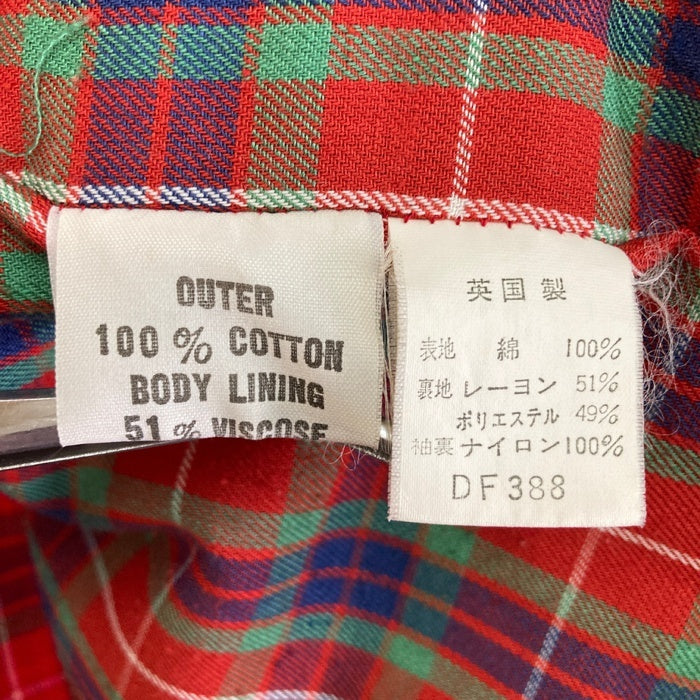 OUTER
100 % COTTON
BODY LINING
51 % VISCOSE
英国製
表地 綿 100%
裏地 レーヨン 51%
ポリエステル 49%
袖裏 ナイロン 100%
DF388